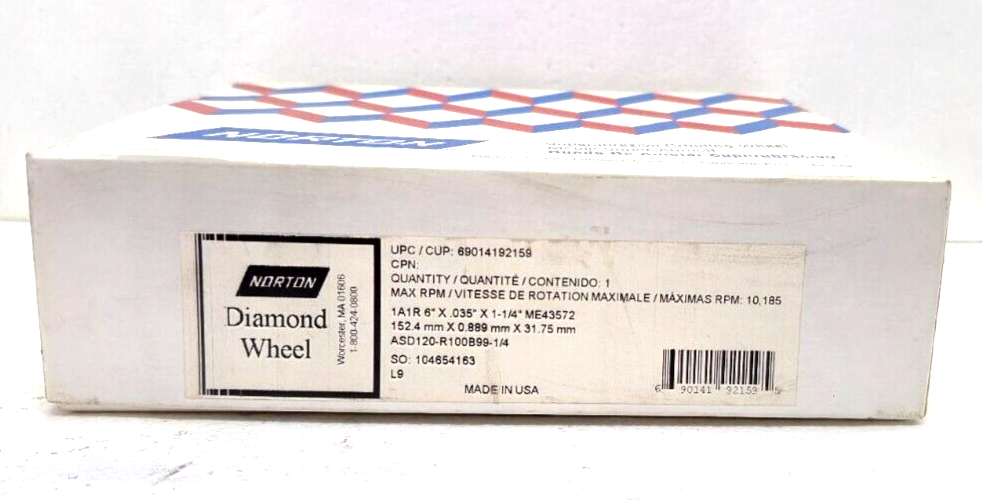 NORTON
NORTON
Diamond
Wheel
Worcester, MA 01606
1-800-424-0800
UPC / CUP: 69014192159
CPN:
QUANTITY / QUANTITÉ / CONTENIDO: 1
MAX RPM / VITESSE DE ROTATION MAXIMALE / MÁXIMAS RPM: 10,185
1A1R 6" X .035" X 1-1/4" ME43572
152.4 mm X 0.889 mm X 31.75 mm
ASD120-R100B99-1/4
SO: 104654163
L9
MADE IN USA
6 90141 92159 5